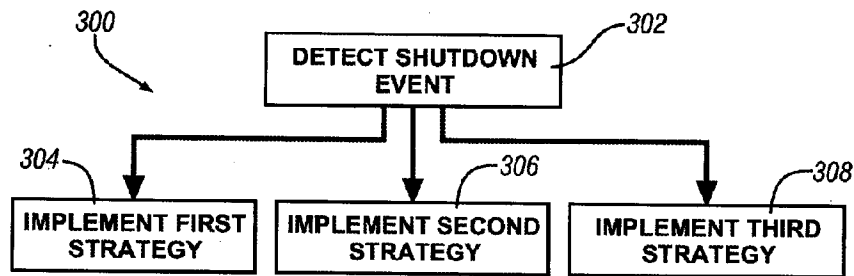 300
302
DETECT SHUTDOWN
EVENT
304
306
308
IMPLEMENT FIRST
STRATEGY
IMPLEMENT SECOND
STRATEGY
IMPLEMENT THIRD
STRATEGY